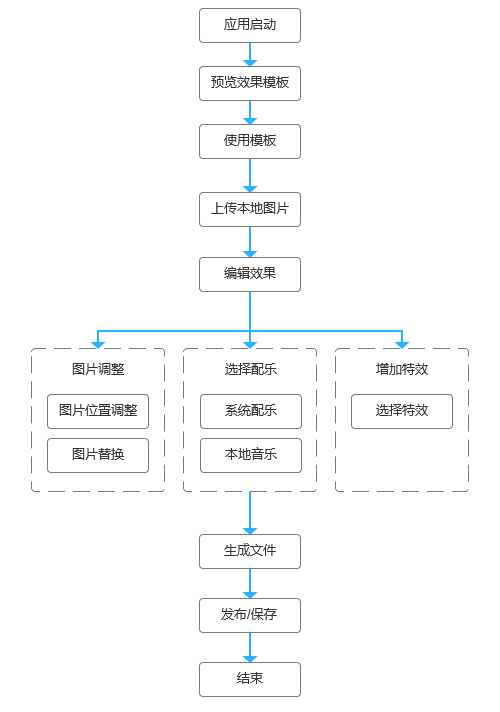 应用启动
预览效果模板
使用模板
上传本地图片
编辑效果
图片调整
图片位置调整
图片替换
选择配乐
系统配乐
本地音乐
增加特效
选择特效
生成文件
发布/保存
结束